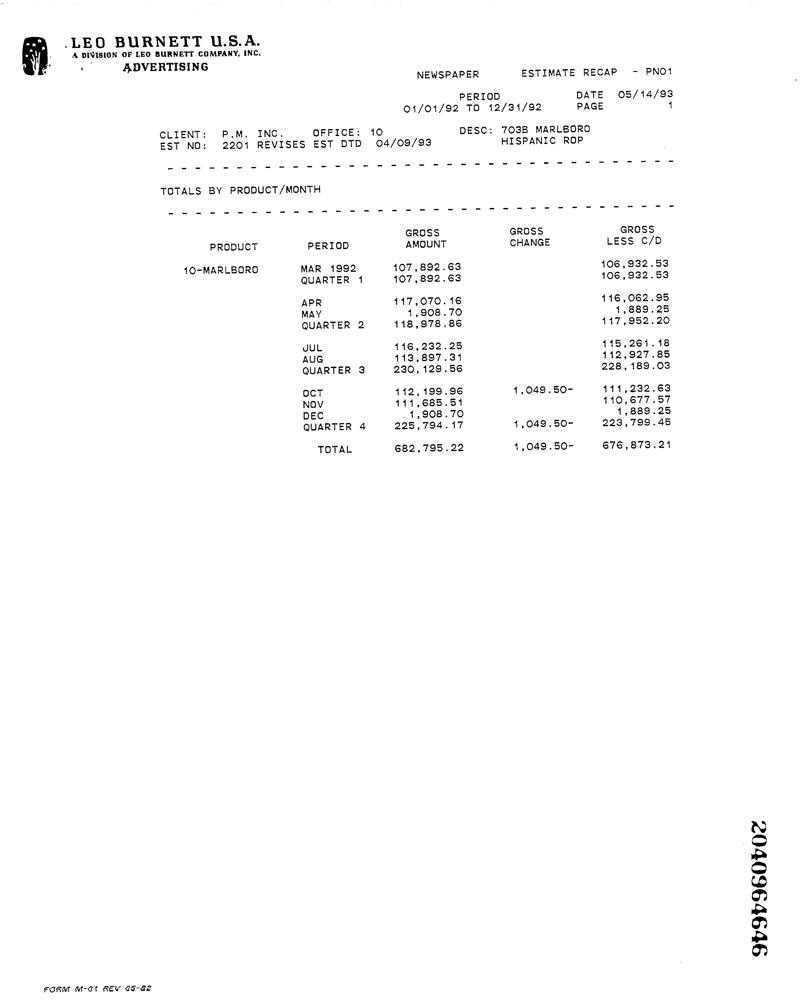 LEO BURNETT U.S.A.
A DIVISION OF LEO BURNETT COMPANY, INC.
ADVERTISING
NEWSPAPER ESTIMATE RECAP - PN01
PERIOD DATE 05/14/93
01/01/92 TO 12/31/92 PAGE 1
CLIENT: P.M. INC. OFFICE: 10 DESC: 703B MARLBORO
EST NO: 2201 REVISES EST DTD 04/09/93 HISPANIC ROP
TOTALS BY PRODUCT/MONTH
GROSS GROSS GROSS
PRODUCT PERIOD AMOUNT CHANGE LESS C/D
10-MARLBORO MAR 1992 107,892.63 106,932.53
QUARTER 1 107,892.63 106,932.53
APR 117,070.16 116,062.95
MAY 1,908.70 1,889.25
QUARTER 2 118,978.86 117,952.20
JUL 116,232.25 115,261.18
AUG 113,897.31 112,927.85
QUARTER 3 230,129.56 228,189.03
OCT 112,199.96 1,049.50- 111,232.63
NOV 111,685.51 110,677.57
DEC 1,908.70 1,889.25
QUARTER 4 225,794.17 1,049.50- 223,799.45
TOTAL 682,795.22 1,049.50- 676,873.21
2040964646
FORM M-01 REV 05-82